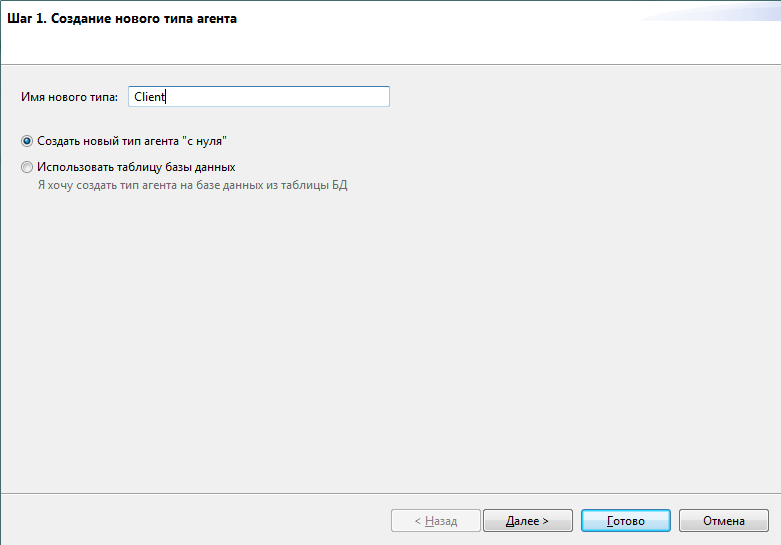 Шаг 1. Создание нового типа агента
Имя нового типа: Client
Создать новый тип агента "с нуля"
Использовать таблицу базы данных
Я хочу создать тип агента на базе данных из таблицы БД
< Назад Далее > Готово Отмена